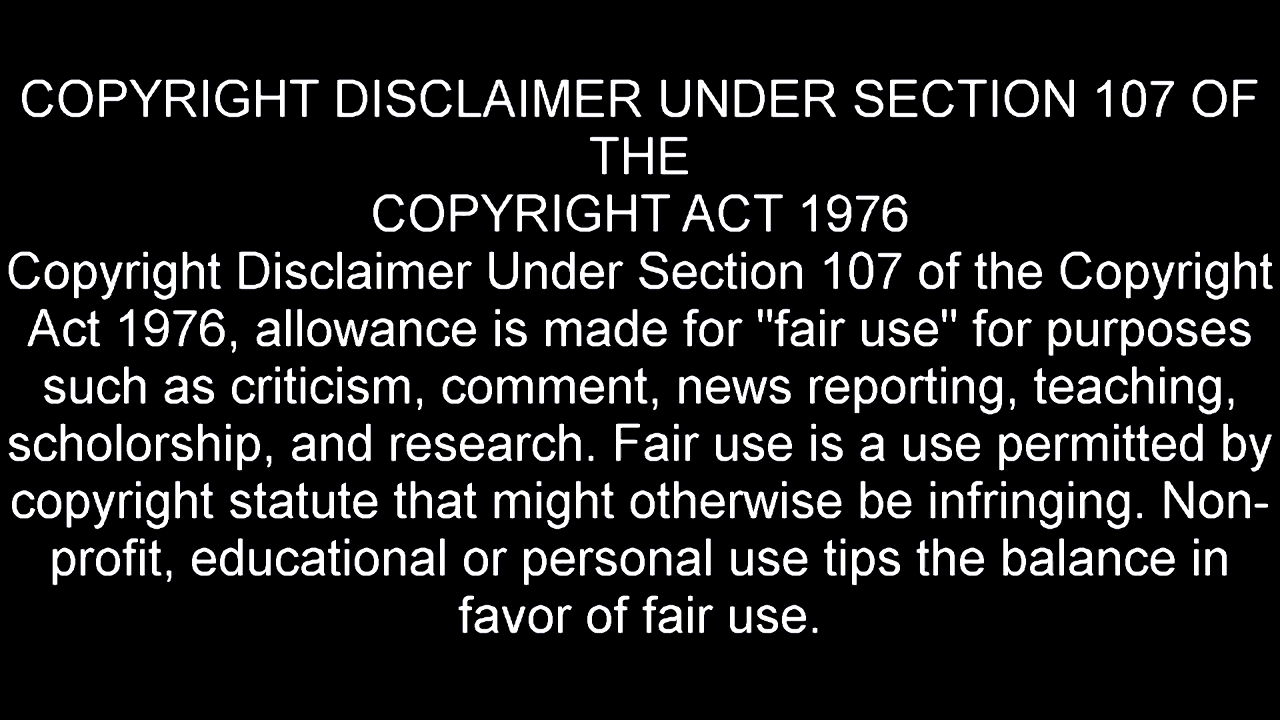 COPYRIGHT DISCLAIMER UNDER SECTION 107 OF
THE
COPYRIGHT ACT 1976
Copyright Disclaimer Under Section 107 of the Copyright
Act 1976, allowance is made for "fair use" for purposes
such as criticism, comment, news reporting, teaching,
scholorship, and research. Fair use is a use permitted by
copyright statute that might otherwise be infringing. Non-
profit, educational or personal use tips the balance in
favor of fair use.